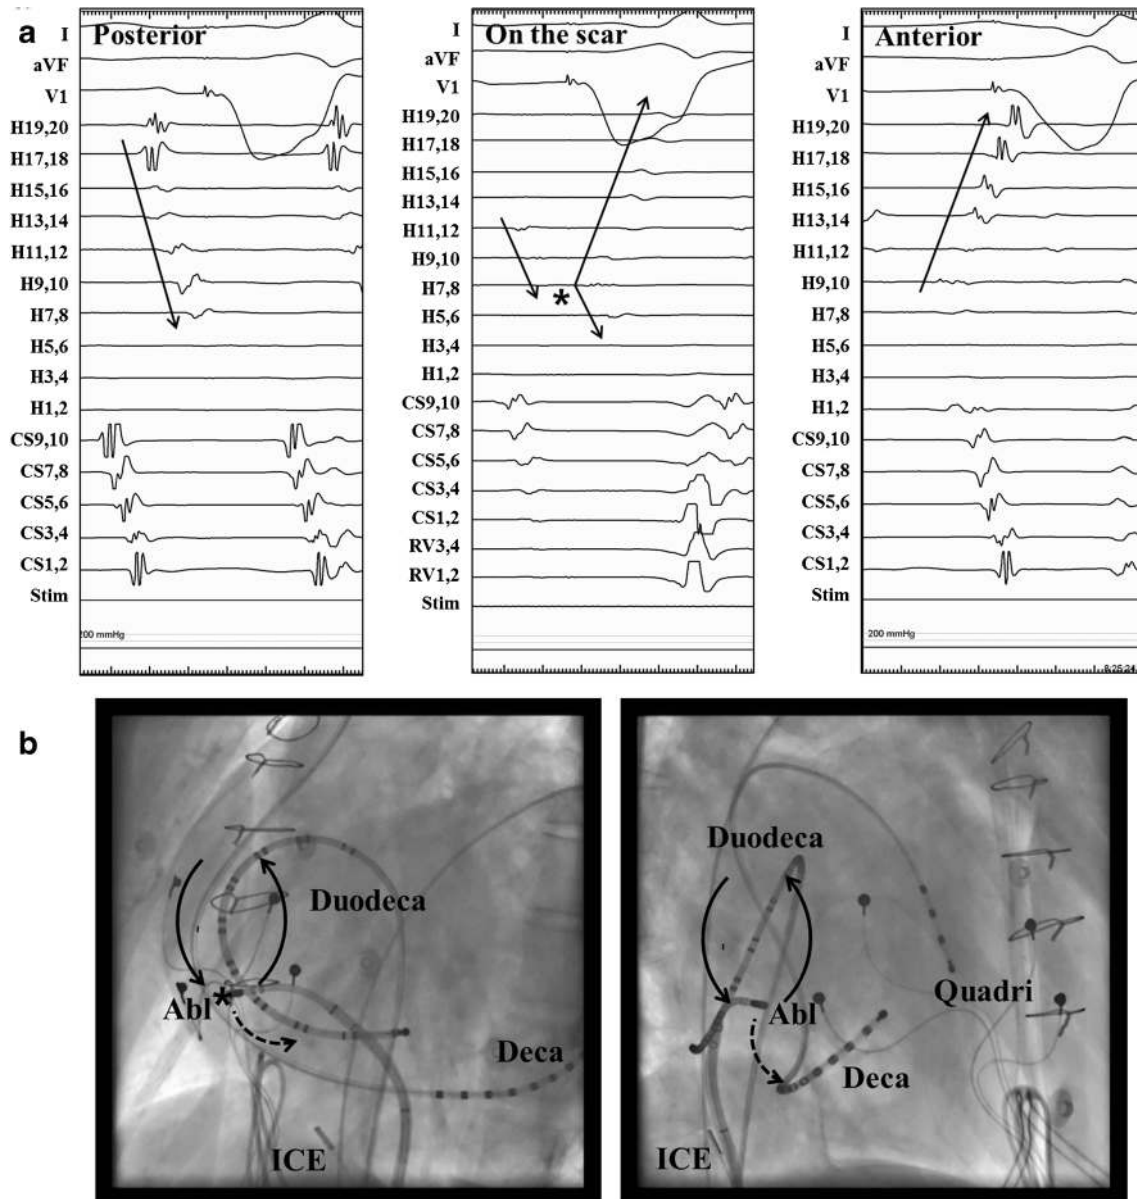 a
Posterior
I
aVF
V1
H19,20
H17,18
H15,16
H13,14
H11,12
H9,10
H7,8
H5,6
H3,4
H1,2
CS9,10
CS7,8
CS5,6
CS3,4
CS1,2
Stim
200 mmHg
On the scar
I
aVF
V1
H19,20
H17,18
H15,16
H13,14
H11,12
H9,10
H7,8
*
H5,6
H3,4
H1,2
CS9,10
CS7,8
CS5,6
CS3,4
CS1,2
RV3,4
RV1,2
Stim
Anterior
I
aVF
V1
H19,20
H17,18
H15,16
H13,14
H11,12
H9,10
H7,8
H5,6
H3,4
H1,2
CS9,10
CS7,8
CS5,6
CS3,4
CS1,2
Stim
200 mmHg
b
Duodeca
Abl *
Deca
ICE
Duodeca
Quadri
Abl
Deca
ICE